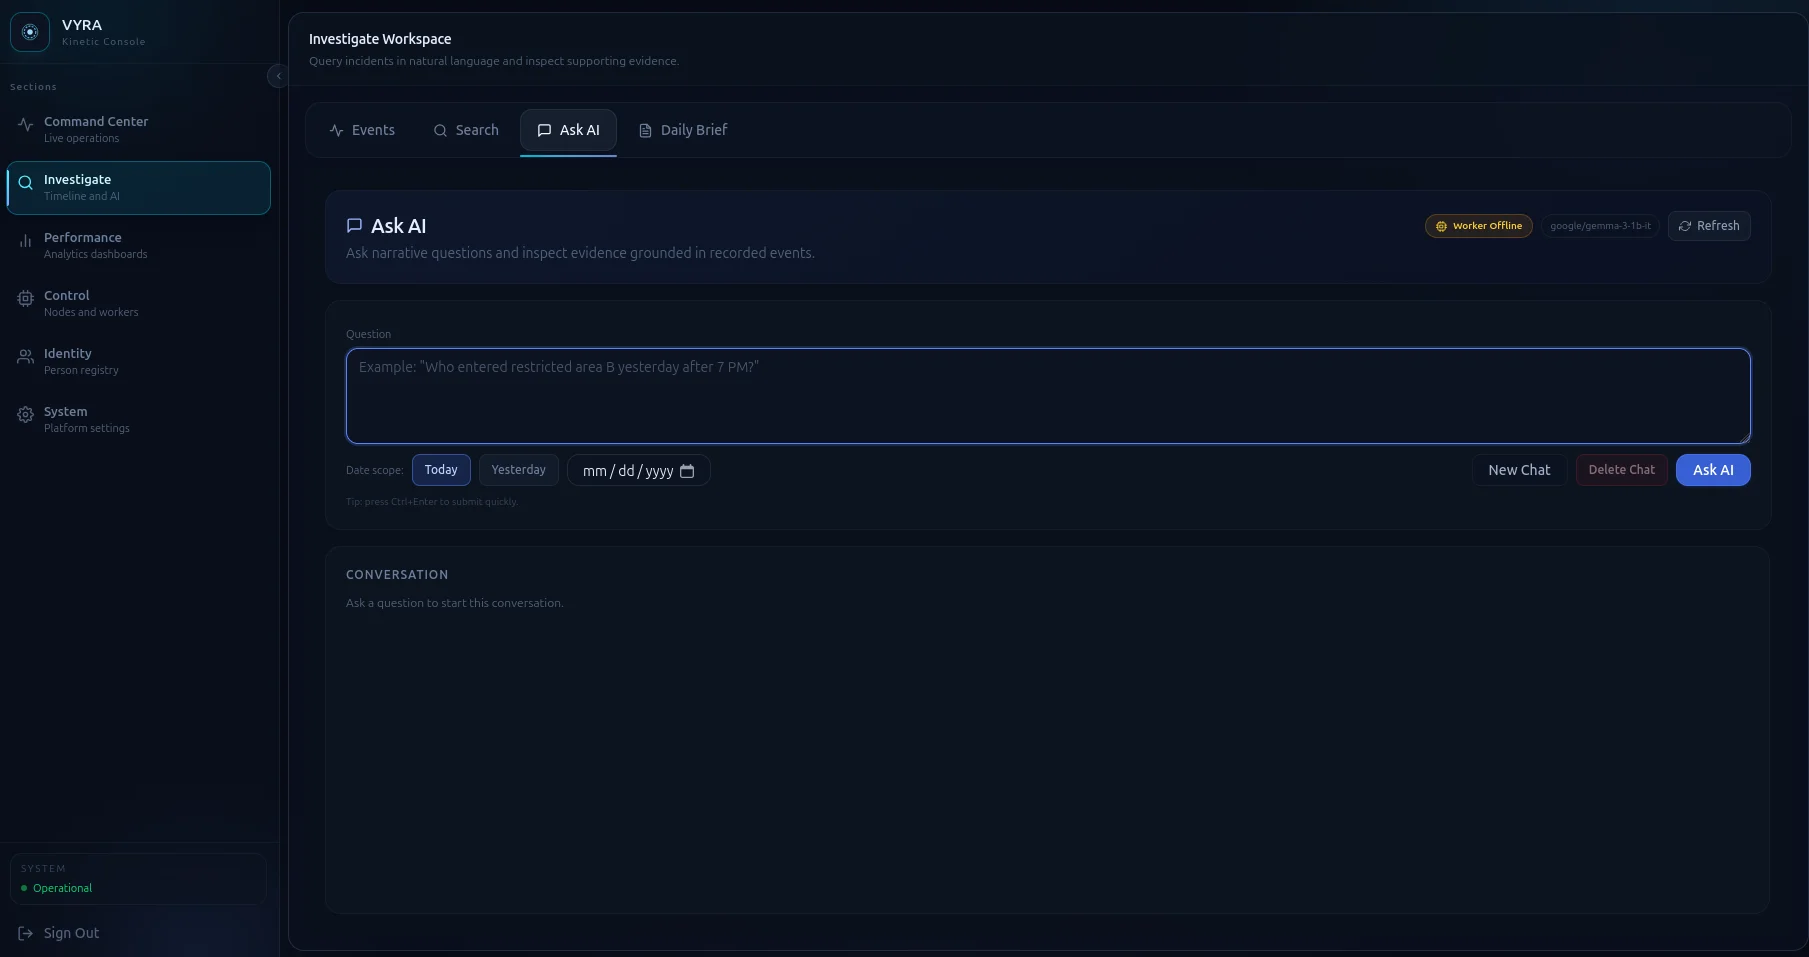 VYRA
Kinetic Console
Sections
Command Center
Live operations
Investigate
Timeline and AI
Performance
Analytics dashboards
Control
Nodes and workers
Identity
Person registry
System
Platform settings
SYSTEM
Operational
Sign Out
Investigate Workspace
Query incidents in natural language and inspect supporting evidence.
Events Search Ask AI Daily Brief
Ask AI
Worker Offline google/gemma-3-1b-it Refresh
Ask narrative questions and inspect evidence grounded in recorded events.
Question
Example: "Who entered restricted area B yesterday after 7 PM?"
Date scope: Today Yesterday mm/dd/yyyy New Chat Delete Chat Ask AI
Tip: press Ctrl+Enter to submit quickly.
CONVERSATION
Ask a question to start this conversation.